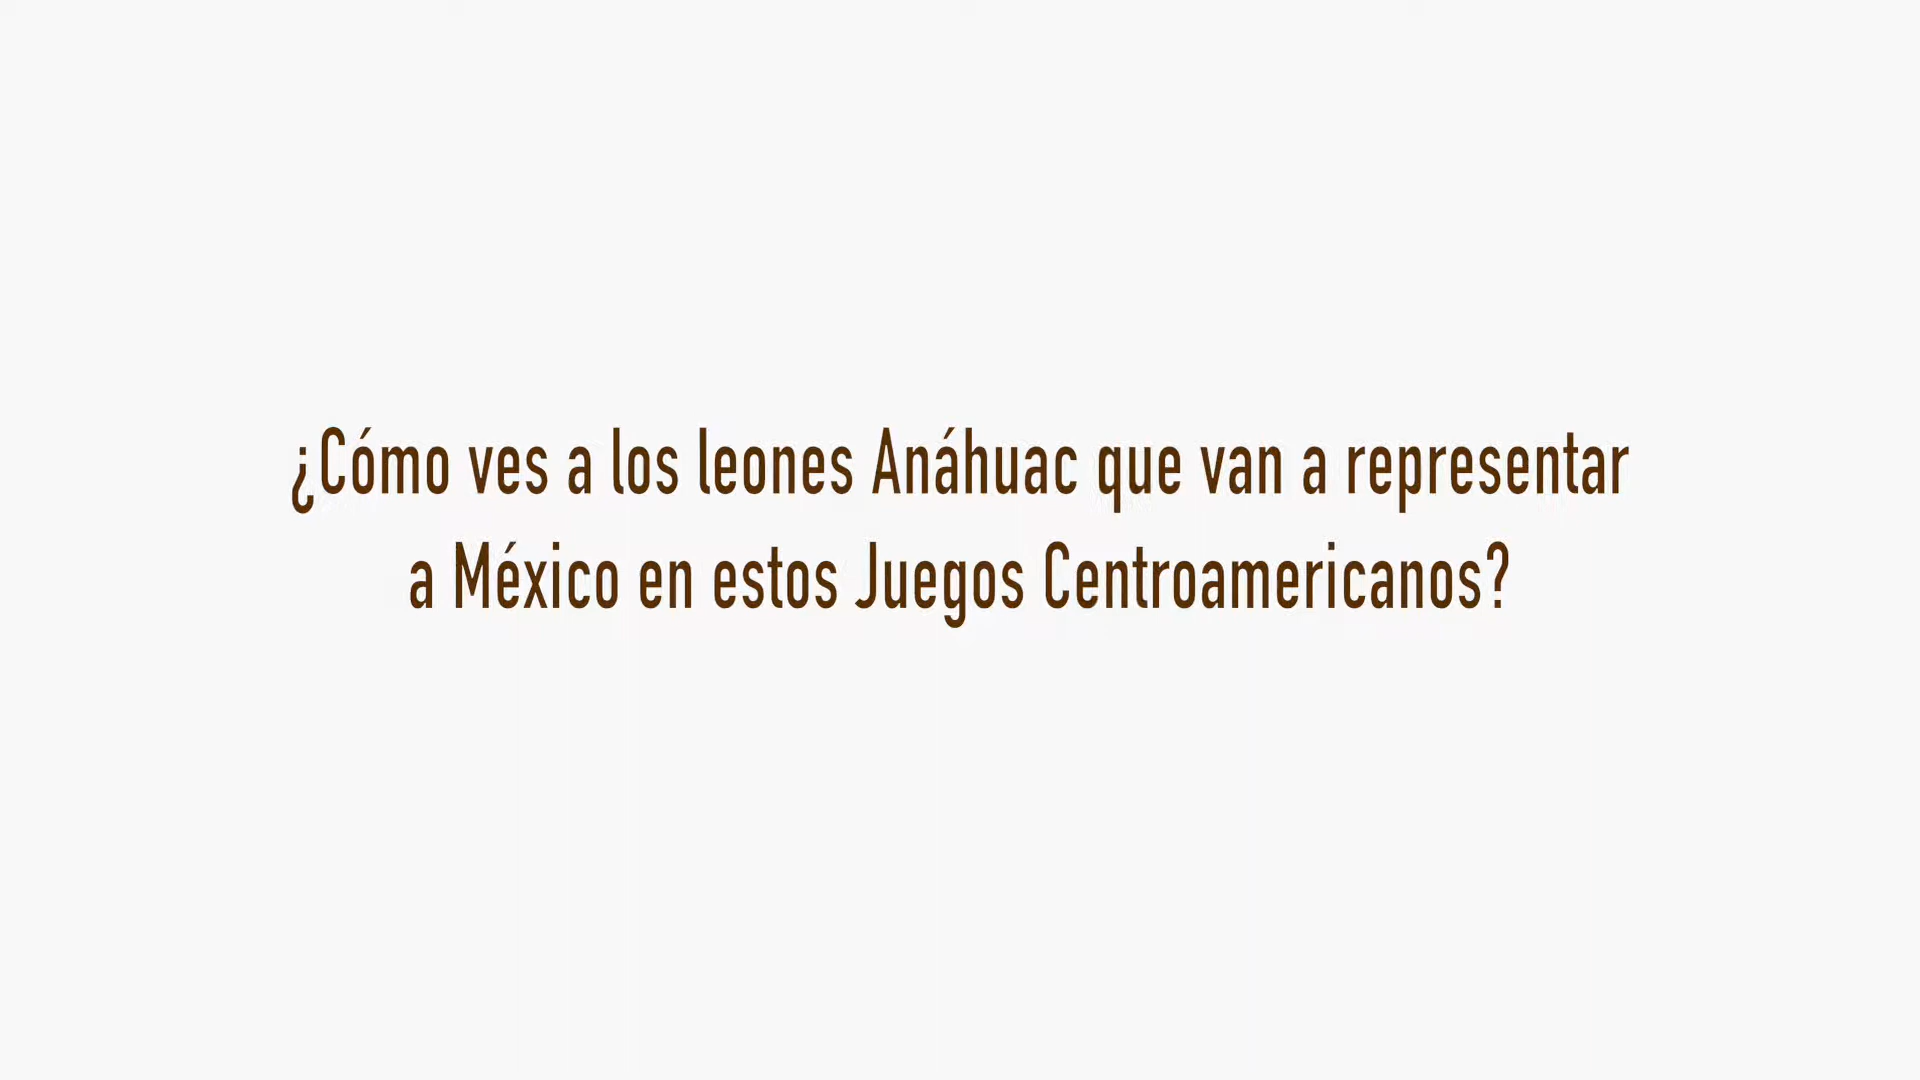 ¿Cómo ves a los leones Anáhuac que van a representar
a México en estos Juegos Centroamericanos?